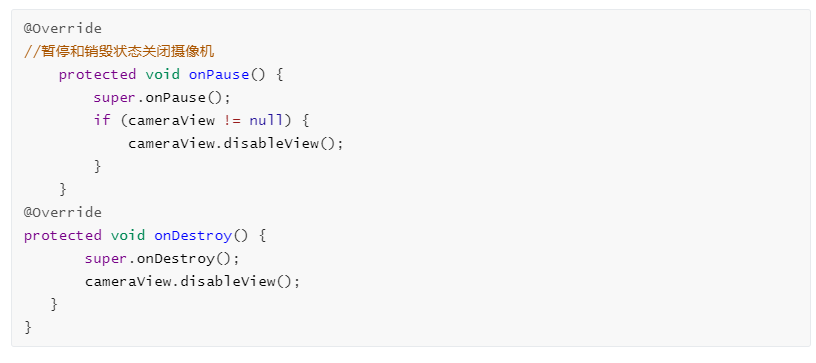 @Override
//暂停和销毁状态关闭摄像机
    protected void onPause() {
        super.onPause();
        if (cameraView != null) {
            cameraView.disableView();
        }
    }
@Override
protected void onDestroy() {
       super.onDestroy();
       cameraView.disableView();
   }
}